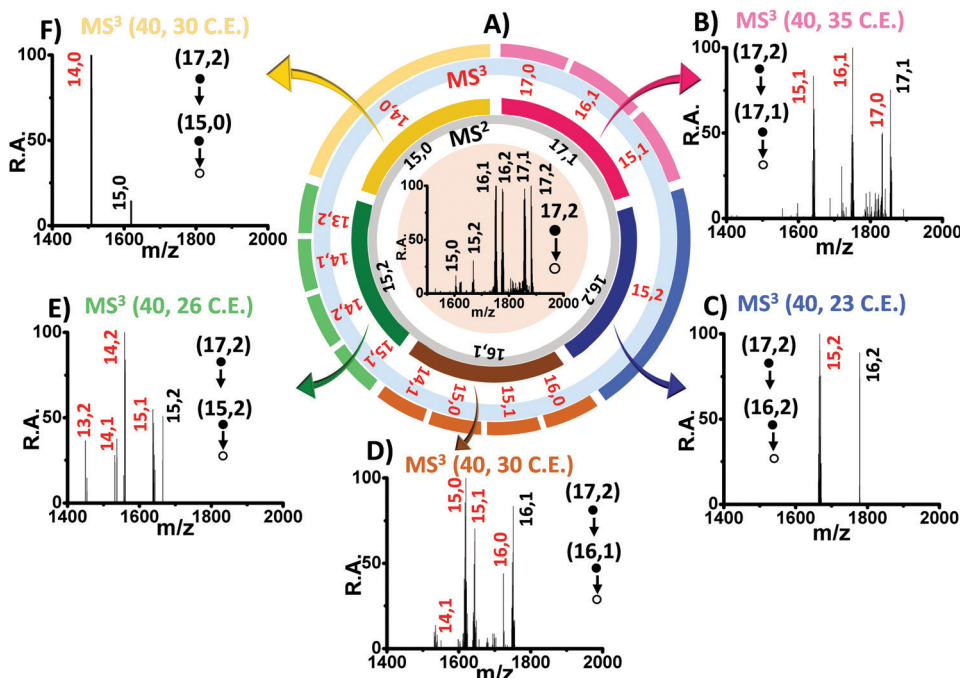 F) MS³ (40, 30 C.E.)
R.A.
100
50
0
14,0
15,0
(17,2)
(15,0)
1400 1600 1800 2000
m/z
A)
MS³
MS²
17,0
16,1
15,1
15,2
16,0
15,1
15,0
14,1
15,1
14,2
14,1
13,2
14,0
17,1
16,2
16,1
15,2
15,0
R.A.
100
50
0
15,0
15,2
16,1
16,2
17,1
17,2
17,2
1600 1800 2000
m/z
B) MS³ (40, 35 C.E.)
R.A.
100
50
0
(17,2)
(17,1)
15,1
16,1
17,0
17,1
1400 1600 1800 2000
m/z
E) MS³ (40, 26 C.E.)
R.A.
100
50
0
13,2
14,1
14,2
15,1
15,2
(17,2)
(15,2)
1400 1600 1800 2000
m/z
C) MS³ (40, 23 C.E.)
R.A.
100
50
0
(17,2)
(16,2)
15,2
16,2
1400 1600 1800 2000
m/z
D) MS³ (40, 30 C.E.)
R.A.
100
50
0
14,1
15,0
15,1
16,0
16,1
(17,2)
(16,1)
1400 1600 1800 2000
m/z